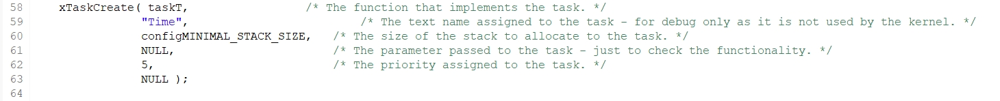 58 xTaskCreate( taskT, /* The function that implements the task. */
59 "Time", /* The text name assigned to the task - for debug only as it is not used by the kernel. */
60 configMINIMAL_STACK_SIZE, /* The size of the stack to allocate to the task. */
61 NULL, /* The parameter passed to the task - just to check the functionality. */
62 5, /* The priority assigned to the task. */
63 NULL );
64